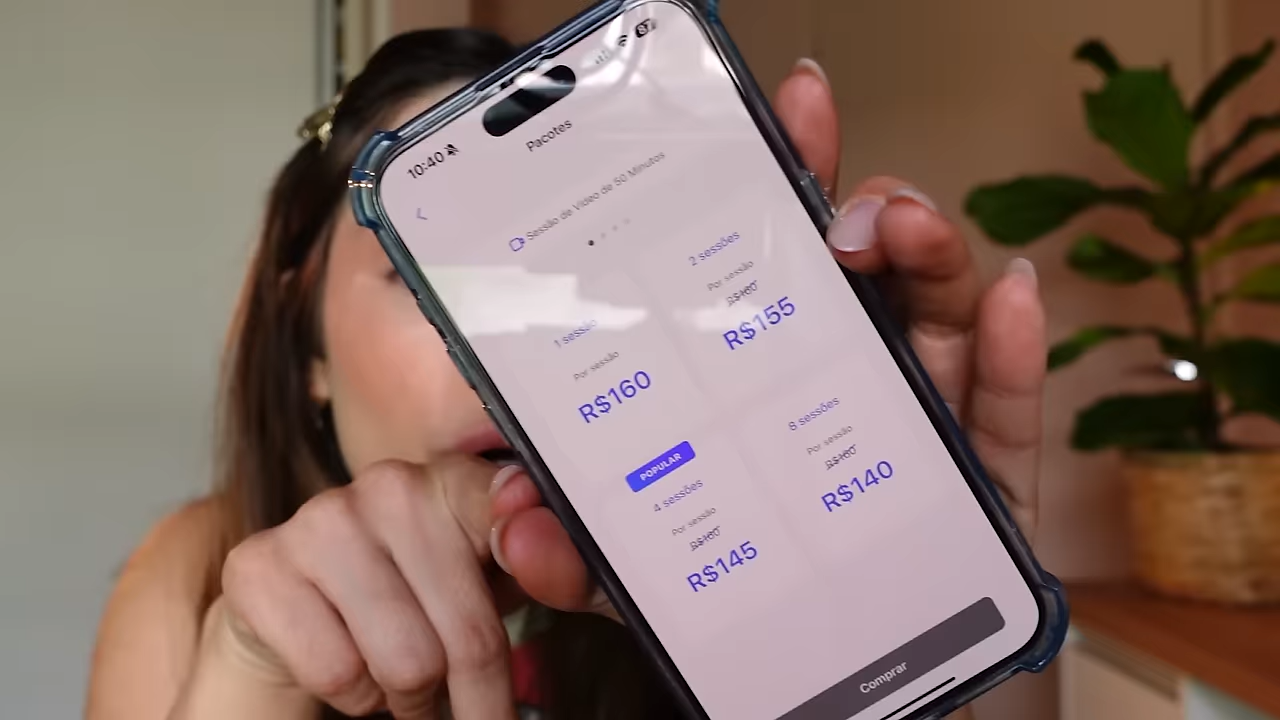 10:40
Pacotes
Sessão de Vídeo de 50 Minutos
1 sessão
Por sessão
R$160
2 sessões
Por sessão
R$160
R$155
POPULAR
4 sessões
Por sessão
R$160
R$145
8 sessões
Por sessão
R$160
R$140
Comprar